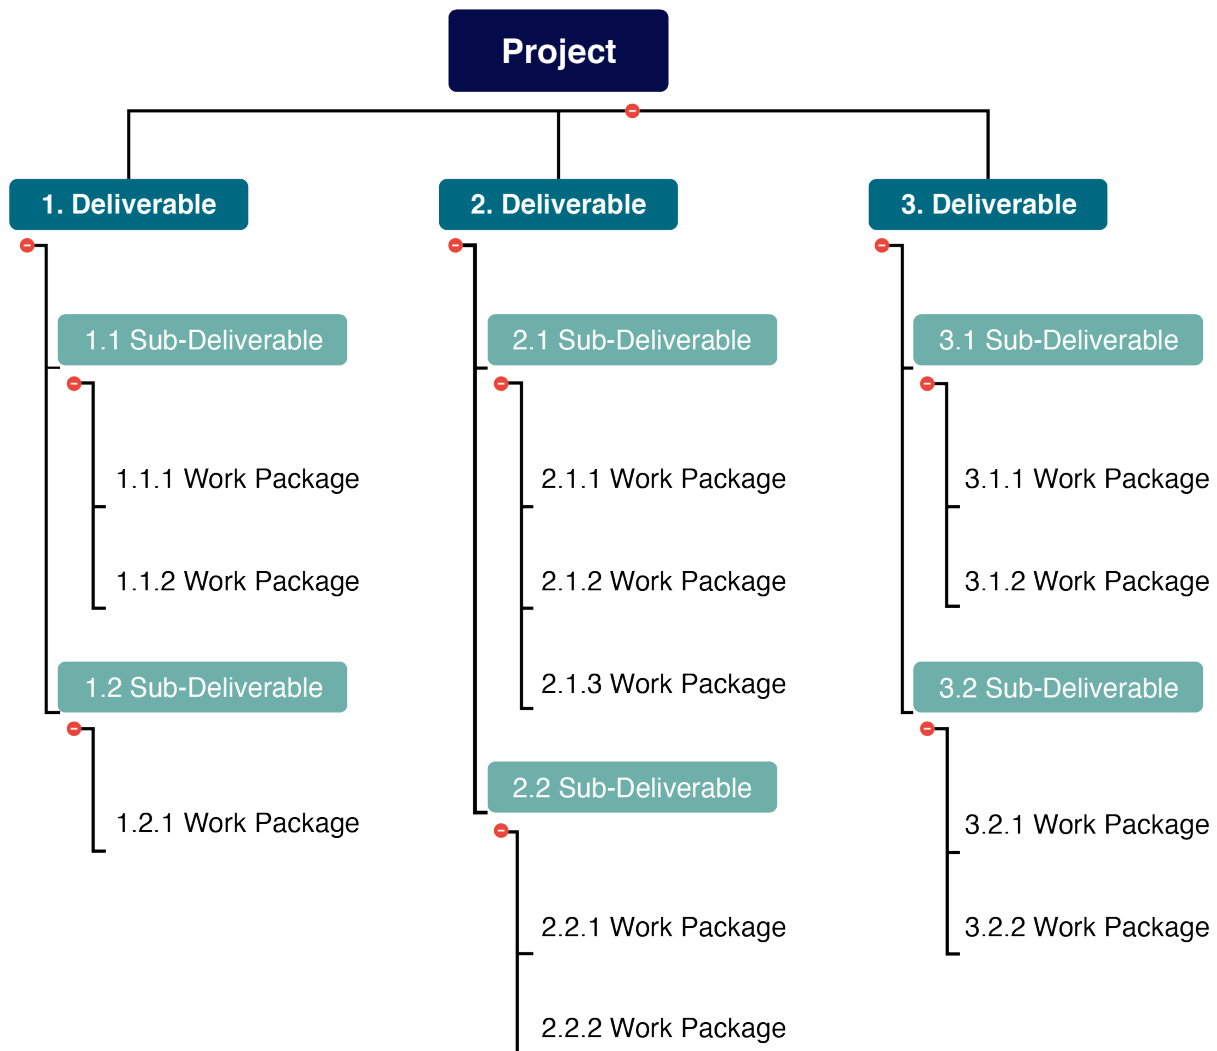 Project
1. Deliverable
1.1 Sub-Deliverable
1.1.1 Work Package
1.1.2 Work Package
1.2 Sub-Deliverable
1.2.1 Work Package
2. Deliverable
2.1 Sub-Deliverable
2.1.1 Work Package
2.1.2 Work Package
2.1.3 Work Package
2.2 Sub-Deliverable
2.2.1 Work Package
2.2.2 Work Package
3. Deliverable
3.1 Sub-Deliverable
3.1.1 Work Package
3.1.2 Work Package
3.2 Sub-Deliverable
3.2.1 Work Package
3.2.2 Work Package